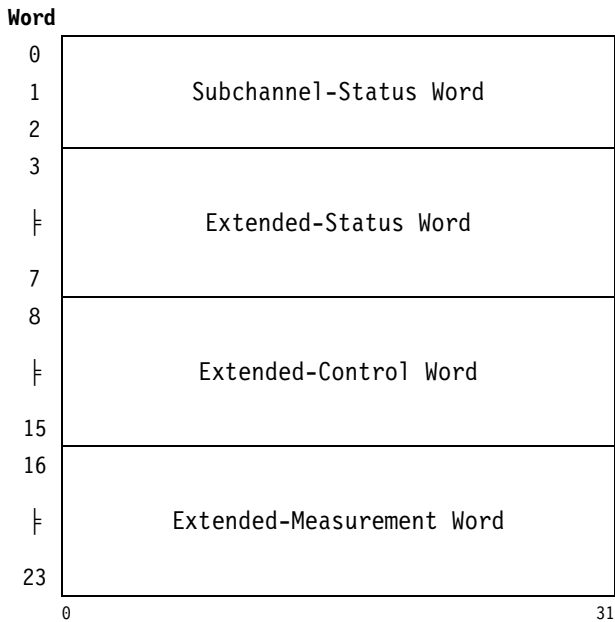 Word
0
1 Subchannel-Status Word
2
3
╞ Extended-Status Word
7
8
╞ Extended-Control Word
15
16
╞ Extended-Measurement Word
23
0 31